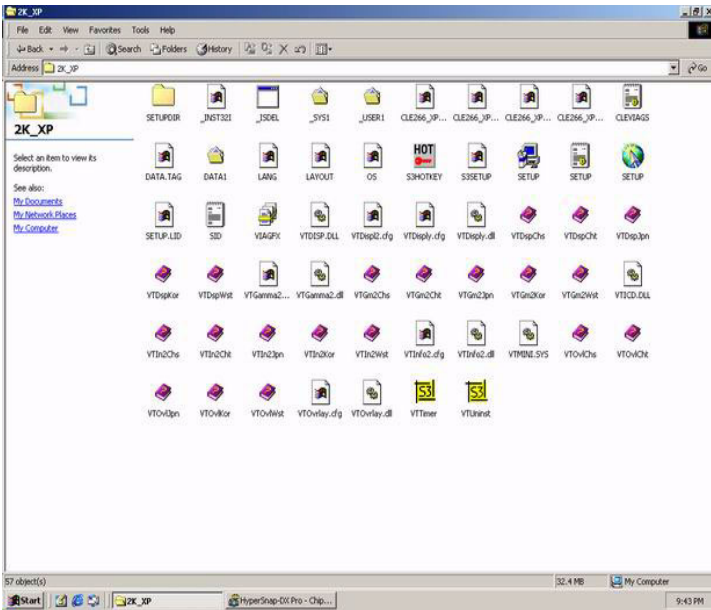 2K_XP
File Edit View Favorites Tools Help
Back Search Folders History
Address 2K_XP Go
2K_XP
Select an item to view its
description.
See also:
My Documents
My Network Places
My Computer
SETUPDIR _INST32I _ISDEL _SYS1 _USER1 CLE266_XP... CLE266_XP... CLE266_XP... CLE266_XP... CLEVIAGS
HOT
DATA.TAG DATA1 LANG LAYOUT OS S3HOTKEY S3SETUP SETUP SETUP SETUP
SETUP.LID SID VIAGFX VTDISP.DLL VTDispl2.cfg VTDisply.cfg VTDisply.dll VTDspChs VTDspCht VTDspJpn
VTDspKor VTDspWst VTGamma2... VTGamma2.dll VTGm2Chs VTGm2Cht VTGm2Jpn VTGm2Kor VTGm2Wst VTICD.DLL
VTIn2Chs VTIn2Cht VTIn2Jpn VTIn2Kor VTIn2Wst VTInfo2.cfg VTInfo2.dll VTMINI.SYS VTOvlChs VTOvlCht
S3 S3
VTOvlJpn VTOvlKor VTOvlWst VTOvrlay.cfg VTOvrlay.dll VTTimer VTUninst
57 object(s) 32.4 MB My Computer
Start 2K_XP HyperSnap-DX Pro - Chip... 9:43 PM